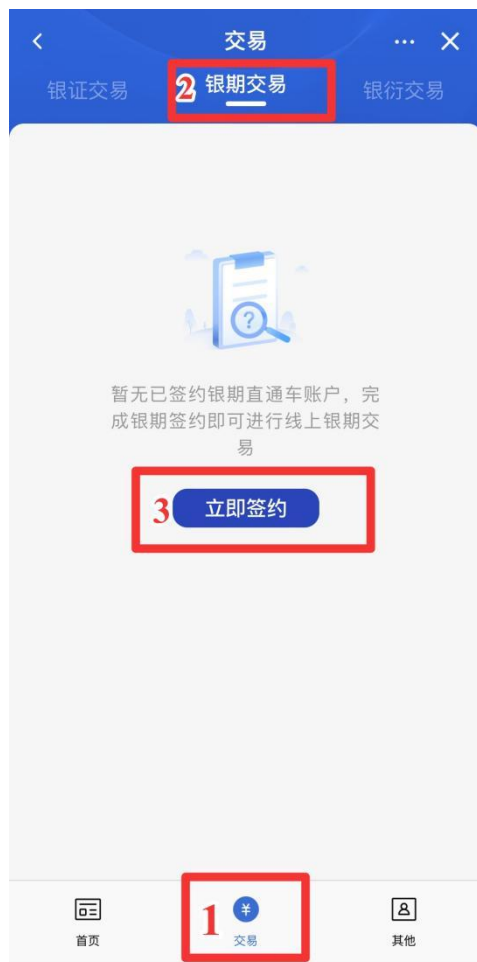 交易
银证交易 2 银期交易 银衍交易
?
暂无已签约银期直通车账户，完
成银期签约即可进行线上银期交
易
3 立即签约
1 ¥
首页 交易 其他